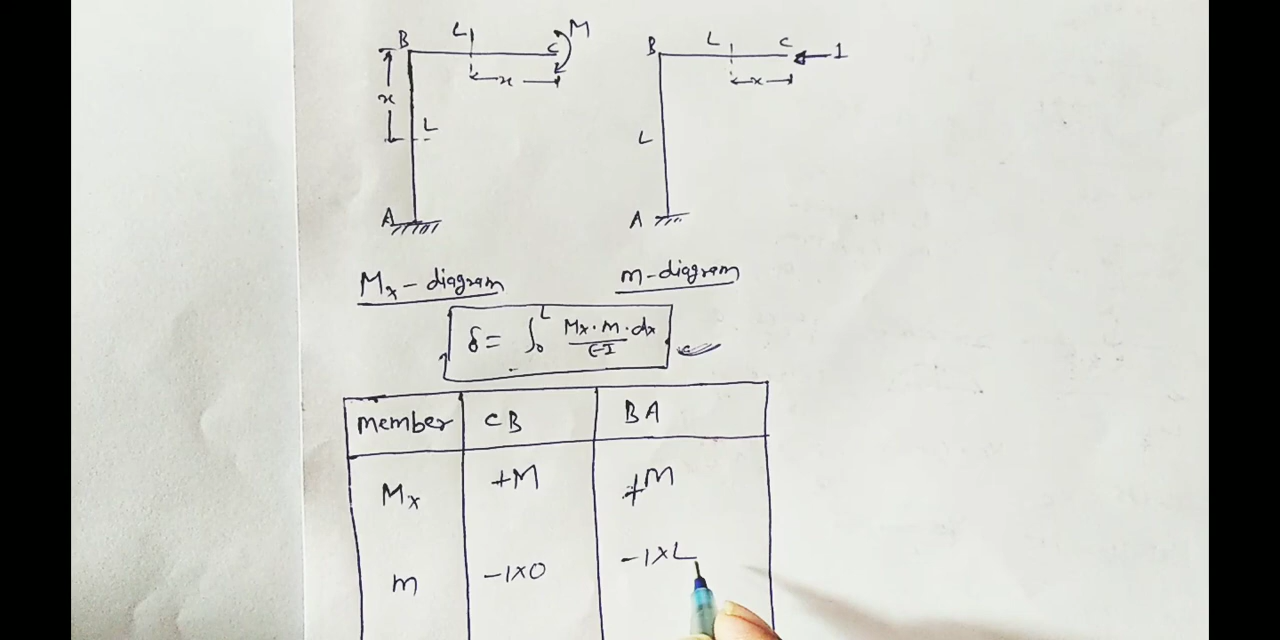 B L C M
x
x
L
A
B L C 1
x
L
A
Mx - diagram
m - diagram
δ = ∫₀ᴸ Mx·m·dx / EI
member CB BA
Mx +M +M
m -1×0 -1×L